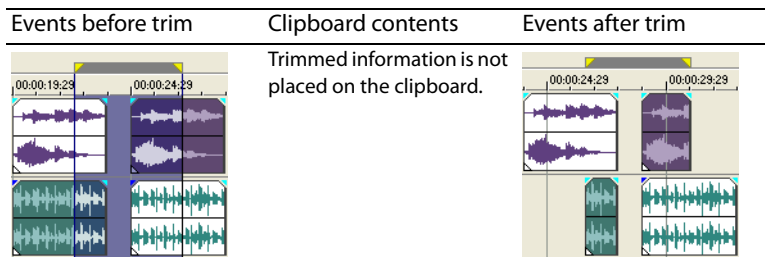 Events before trim
Clipboard contents
Events after trim
Trimmed information is not
placed on the clipboard.
00:00:19:29
00:00:24:29
00:00:24:29
00:00:29:29